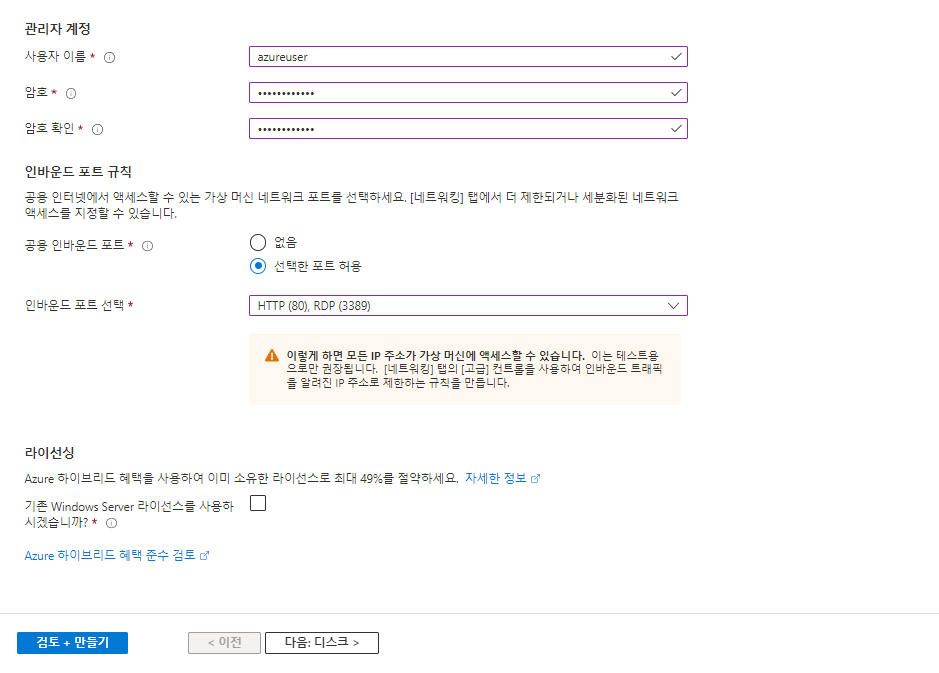 관리자 계정
사용자 이름 *
azureuser
암호 *
••••••••••••
암호 확인 *
••••••••••••
인바운드 포트 규칙
공용 인터넷에서 액세스할 수 있는 가상 머신 네트워크 포트를 선택하세요. [네트워킹] 탭에서 더 제한되거나 세분화된 네트워크
액세스를 지정할 수 있습니다.
공용 인바운드 포트 *
없음
선택한 포트 허용
인바운드 포트 선택 *
HTTP (80), RDP (3389)
이렇게 하면 모든 IP 주소가 가상 머신에 액세스할 수 있습니다. 이는 테스트용
으로만 권장됩니다. [네트워킹] 탭의 [고급] 컨트롤을 사용하여 인바운드 트래픽
을 알려진 IP 주소로 제한하는 규칙을 만듭니다.
라이선싱
Azure 하이브리드 혜택을 사용하여 이미 소유한 라이선스로 최대 49%를 절약하세요. 자세한 정보
기존 Windows Server 라이선스를 사용하
시겠습니까? *
Azure 하이브리드 혜택 준수 검토
검토 + 만들기
< 이전
다음: 디스크 >